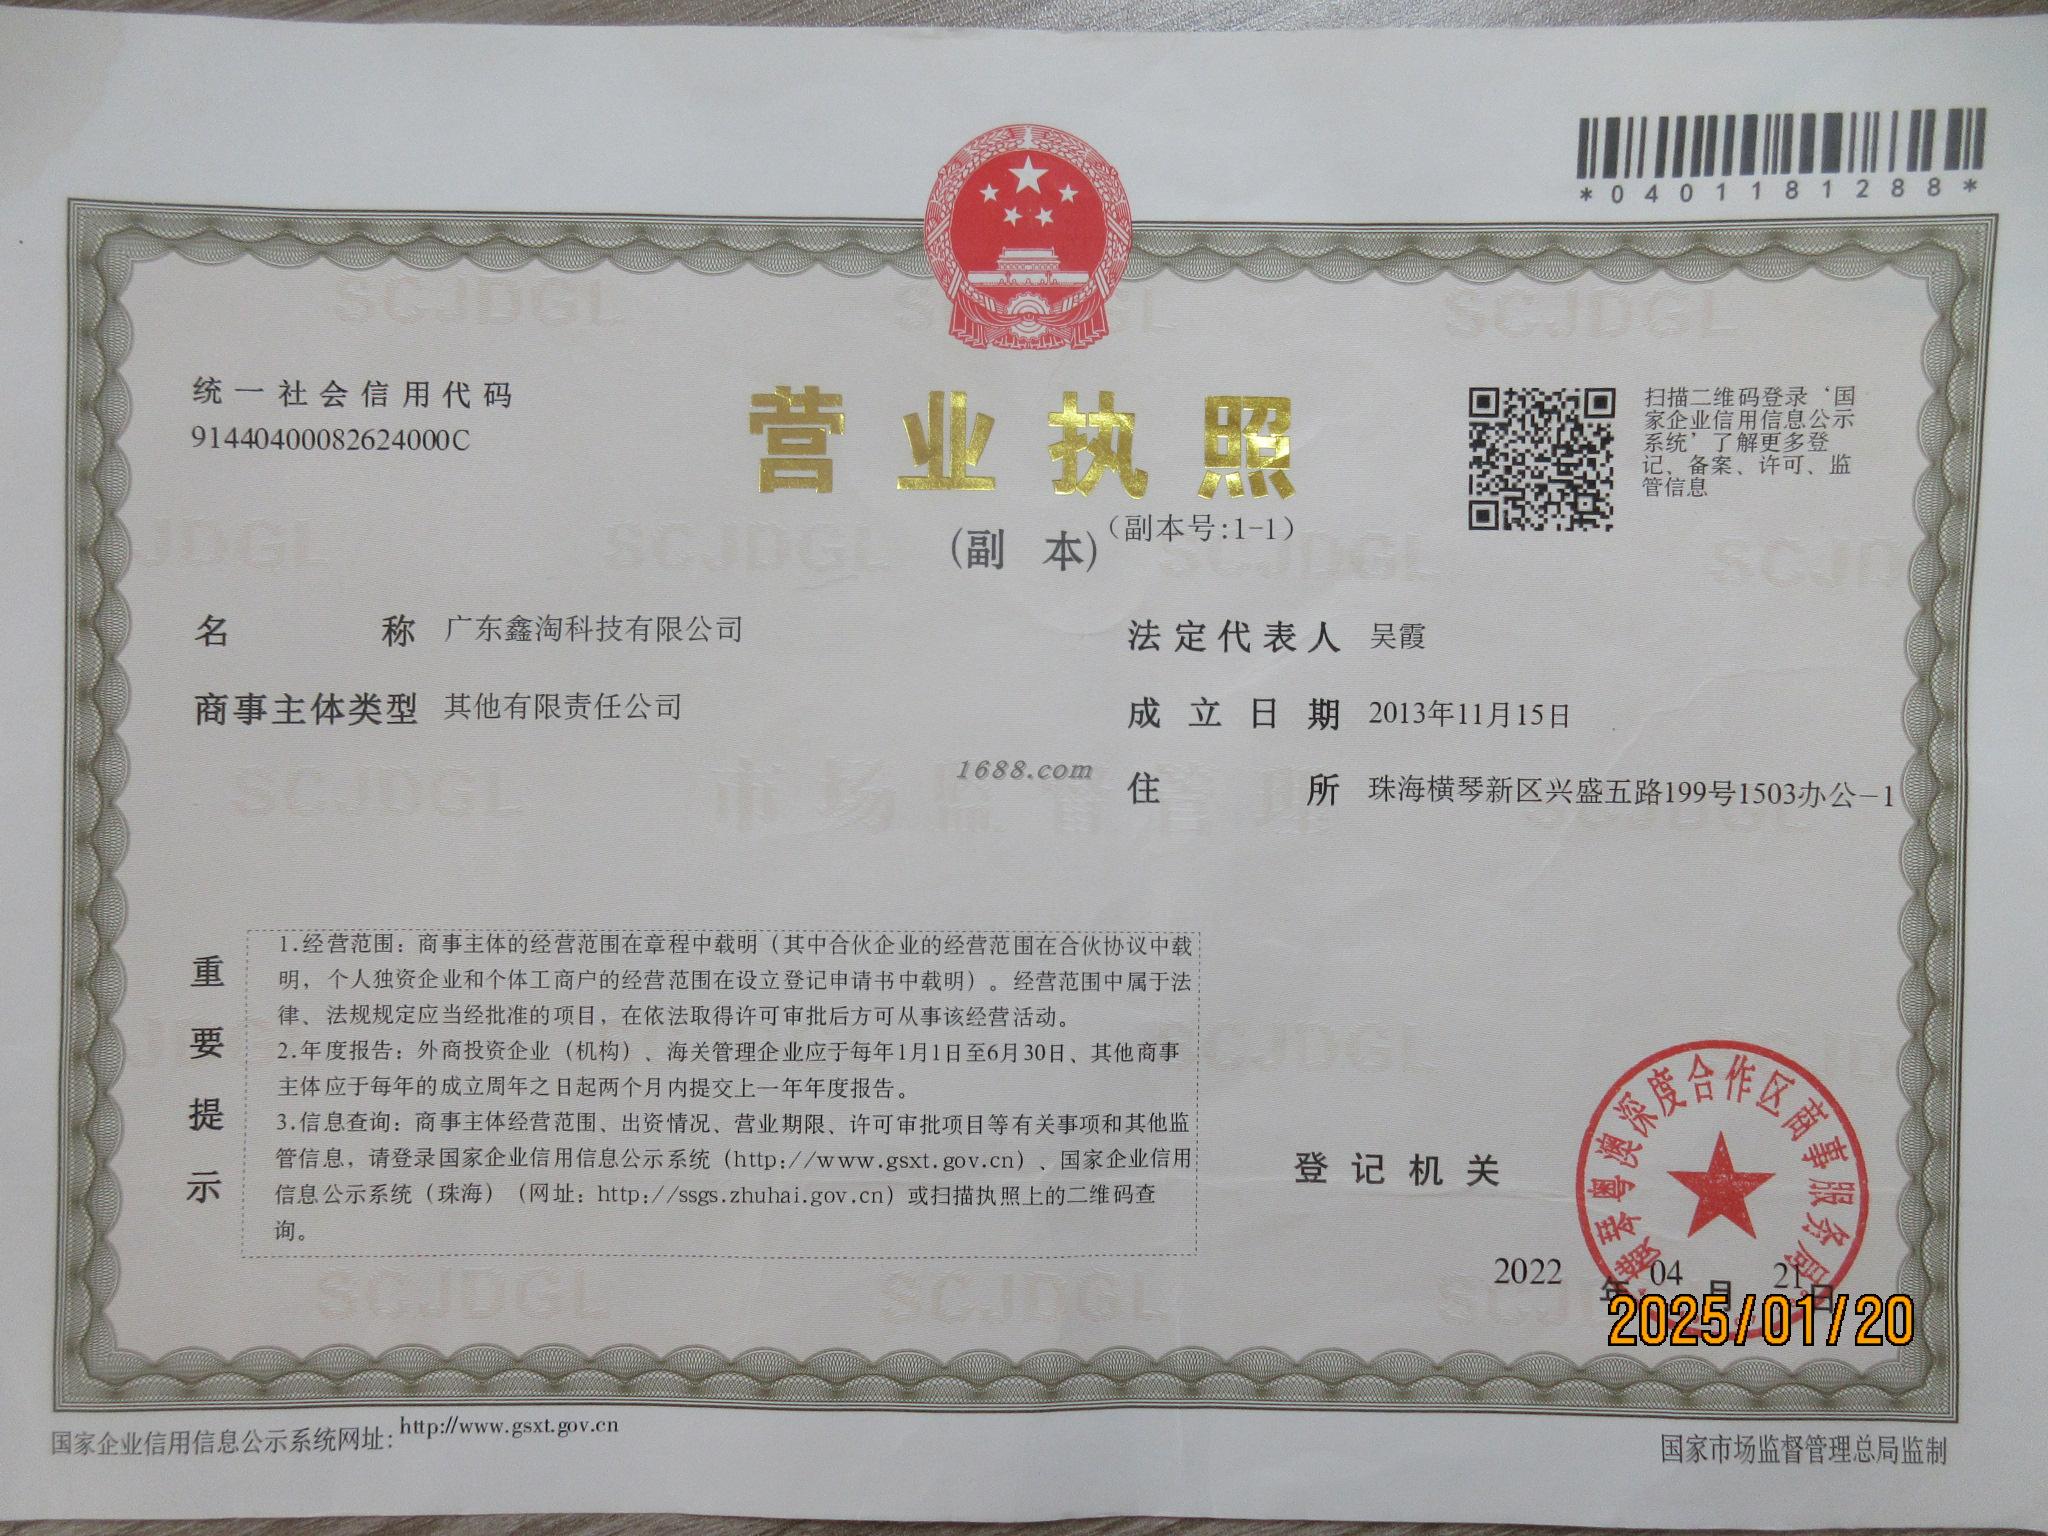 *0401181288*
统一社会信用代码
91440400082624000C
营业执照
(副 本)（副本号:1-1）
扫描二维码登录‘国
家企业信用信息公示
系统’了解更多登
记、备案、许可、监
管信息
名 称 广东鑫淘科技有限公司
商事主体类型 其他有限责任公司
法定代表人 吴霞
成立日期 2013年11月15日
住 所 珠海横琴新区兴盛五路199号1503办公-1
1688.com
市场监督管理
SCJDGL
重要提示
1.经营范围：商事主体的经营范围在章程中载明（其中合伙企业的经营范围在合伙协议中载
明，个人独资企业和个体工商户的经营范围在设立登记申请书中载明）。经营范围中属于法
律、法规规定应当经批准的项目，在依法取得许可审批后方可从事该经营活动。
2.年度报告：外商投资企业（机构）、海关管理企业应于每年1月1日至6月30日、其他商事
主体应于每年的成立周年之日起两个月内提交上一年年度报告。
3.信息查询：商事主体经营范围、出资情况、营业期限、许可审批项目等有关事项和其他监
管信息，请登录国家企业信用信息公示系统（http://www.gsxt.gov.cn）、国家企业信用
信息公示系统（珠海）（网址：http://ssgs.zhuhai.gov.cn）或扫描执照上的二维码查
询。
登记机关
横琴粤澳深度合作区商事服务局
2022 年 04 月 21 日
2025/01/20
国家企业信用信息公示系统网址：http://www.gsxt.gov.cn
国家市场监督管理总局监制